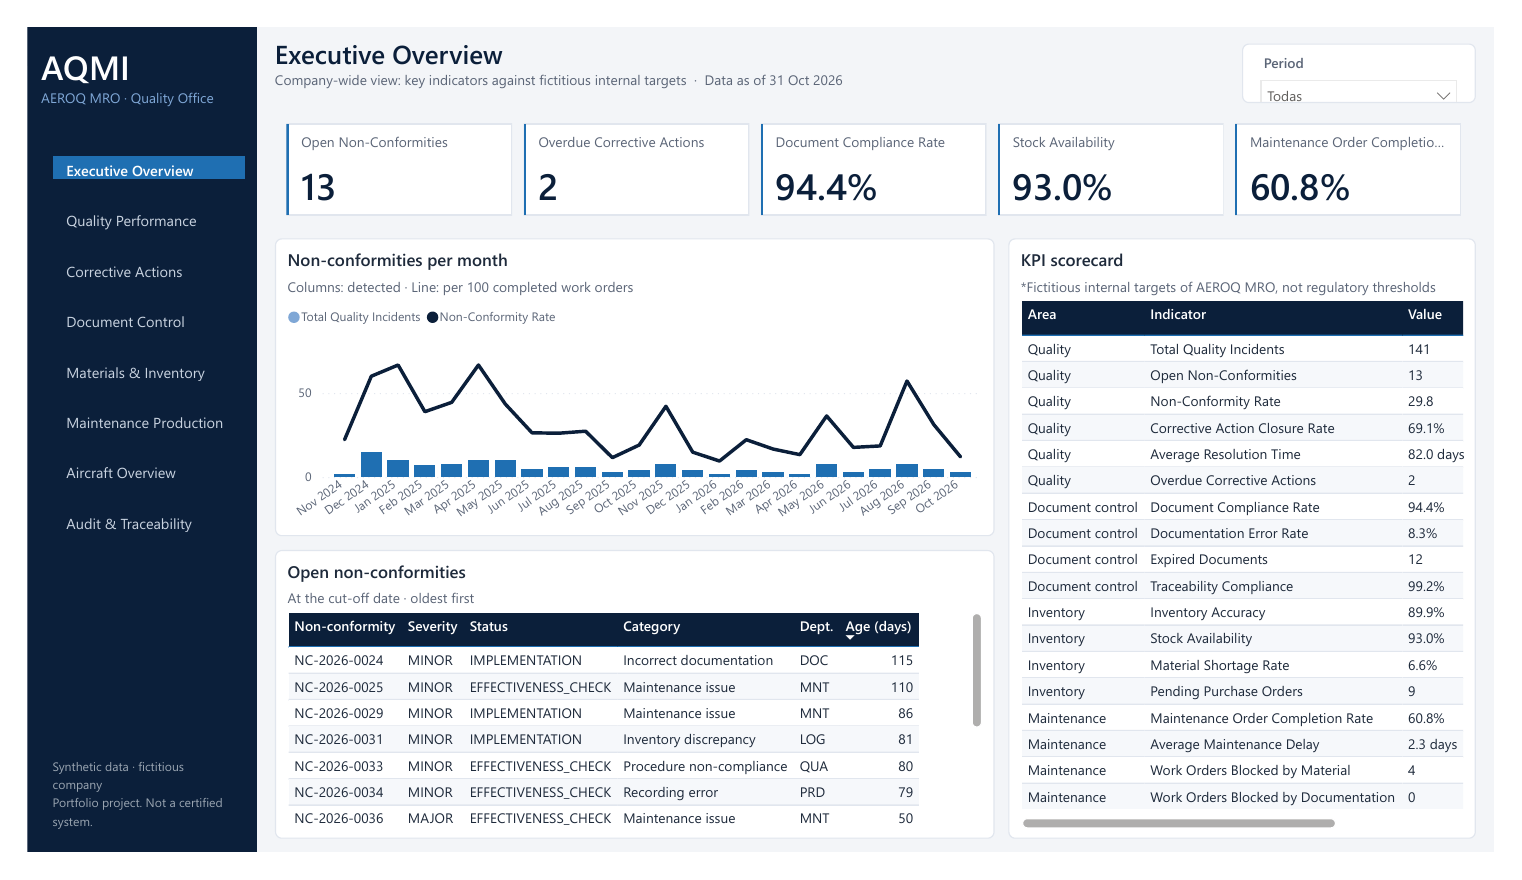 AQMI
AEROQ MRO · Quality Office
Executive Overview
Quality Performance
Corrective Actions
Document Control
Materials & Inventory
Maintenance Production
Aircraft Overview
Audit & Traceability
Synthetic data · fictitious
company
Portfolio project. Not a certified
system.
Executive Overview
Company-wide view: key indicators against fictitious internal targets · Data as of 31 Oct 2026
Period
Todas
Open Non-Conformities
13
Overdue Corrective Actions
2
Document Compliance Rate
94.4%
Stock Availability
93.0%
Maintenance Order Completio...
60.8%
Non-conformities per month
Columns: detected · Line: per 100 completed work orders
Total Quality Incidents Non-Conformity Rate
50
0
Nov 2024 Dec 2024 Jan 2025 Feb 2025 Mar 2025 Apr 2025 May 2025 Jun 2025 Jul 2025 Aug 2025 Sep 2025 Oct 2025 Nov 2025 Dec 2025 Jan 2026 Feb 2026 Mar 2026 Apr 2026 May 2026 Jun 2026 Jul 2026 Aug 2026 Sep 2026 Oct 2026
Open non-conformities
At the cut-off date · oldest first
Non-conformity Severity Status Category Dept. Age (days)
NC-2026-0024 MINOR IMPLEMENTATION Incorrect documentation DOC 115
NC-2026-0025 MINOR EFFECTIVENESS_CHECK Maintenance issue MNT 110
NC-2026-0029 MINOR IMPLEMENTATION Maintenance issue MNT 86
NC-2026-0031 MINOR IMPLEMENTATION Inventory discrepancy LOG 81
NC-2026-0033 MINOR EFFECTIVENESS_CHECK Procedure non-compliance QUA 80
NC-2026-0034 MINOR EFFECTIVENESS_CHECK Recording error PRD 79
NC-2026-0036 MAJOR EFFECTIVENESS_CHECK Maintenance issue MNT 50
KPI scorecard
*Fictitious internal targets of AEROQ MRO, not regulatory thresholds
Area Indicator Value
Quality Total Quality Incidents 141
Quality Open Non-Conformities 13
Quality Non-Conformity Rate 29.8
Quality Corrective Action Closure Rate 69.1%
Quality Average Resolution Time 82.0 days
Quality Overdue Corrective Actions 2
Document control Document Compliance Rate 94.4%
Document control Documentation Error Rate 8.3%
Document control Expired Documents 12
Document control Traceability Compliance 99.2%
Inventory Inventory Accuracy 89.9%
Inventory Stock Availability 93.0%
Inventory Material Shortage Rate 6.6%
Inventory Pending Purchase Orders 9
Maintenance Maintenance Order Completion Rate 60.8%
Maintenance Average Maintenance Delay 2.3 days
Maintenance Work Orders Blocked by Material 4
Maintenance Work Orders Blocked by Documentation 0